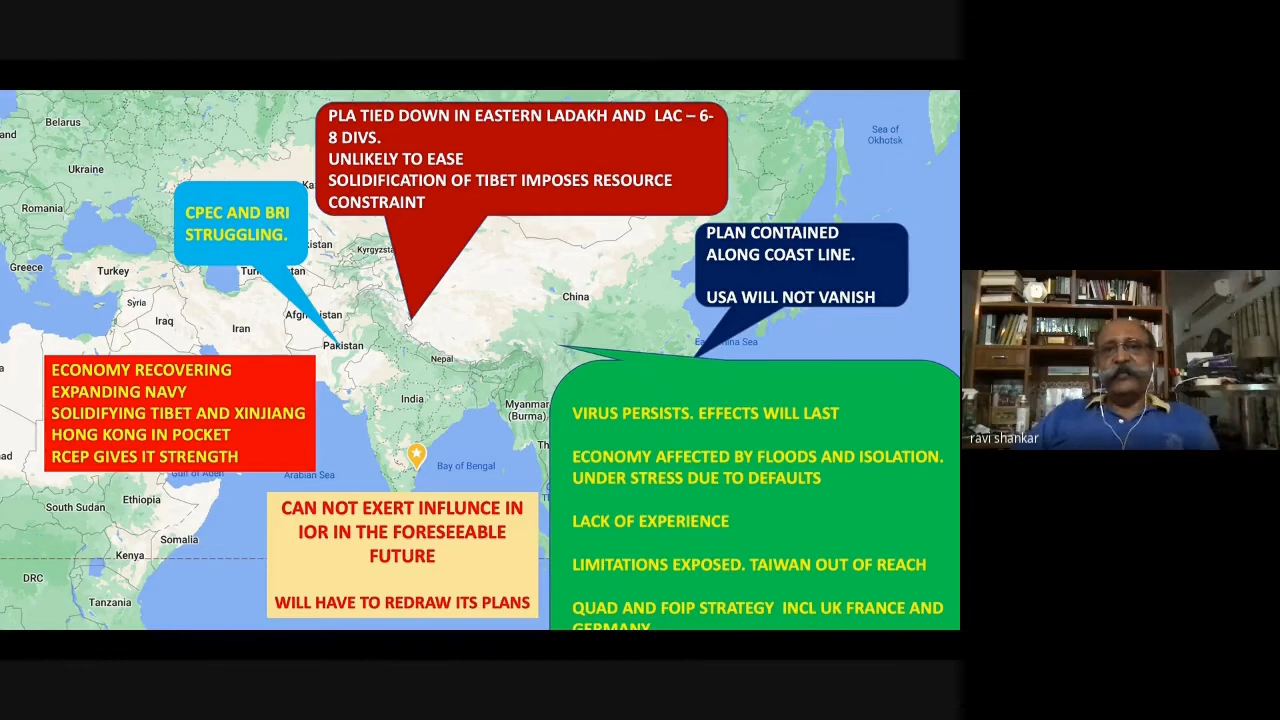 Belarus
Ukraine
Romania
Greece
Turkey
Syria
Iraq
Iran
Kyrgyzst
Pakistan
Nepal
India
China
Myanmar
(Burma)
Sea of
Okhotsk
Bay of Bengal
Arabian Sea
Ethiopia
South Sudan
Somalia
Kenya
DRC
Tanzania
PLA TIED DOWN IN EASTERN LADAKH AND LAC – 6-
8 DIVS.
UNLIKELY TO EASE
SOLIDIFICATION OF TIBET IMPOSES RESOURCE
CONSTRAINT
CPEC AND BRI
STRUGGLING.
PLAN CONTAINED
ALONG COAST LINE.
USA WILL NOT VANISH
ECONOMY RECOVERING
EXPANDING NAVY
SOLIDIFYING TIBET AND XINJIANG
HONG KONG IN POCKET
RCEP GIVES IT STRENGTH
CAN NOT EXERT INFLUNCE IN
IOR IN THE FORESEEABLE
FUTURE
WILL HAVE TO REDRAW ITS PLANS
VIRUS PERSISTS. EFFECTS WILL LAST
ECONOMY AFFECTED BY FLOODS AND ISOLATION.
UNDER STRESS DUE TO DEFAULTS
LACK OF EXPERIENCE
LIMITATIONS EXPOSED. TAIWAN OUT OF REACH
QUAD AND FOIP STRATEGY INCL UK FRANCE AND
GERMANY
ravi shankar